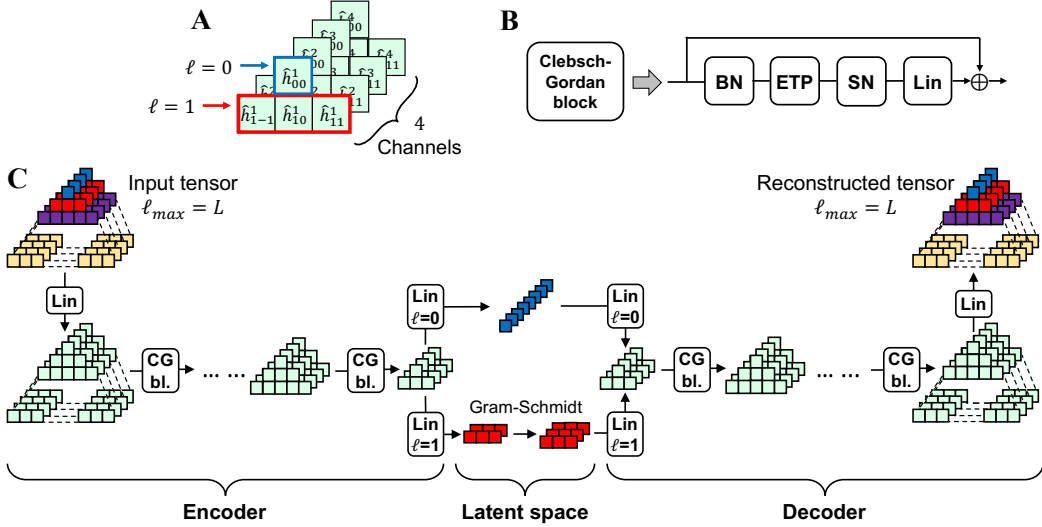 A
B
ℓ = 0
ℓ = 1
ĥ¹₀₀
ĥ¹₁₋₁ ĥ¹₁₀ ĥ¹₁₁
4
Channels
Clebsch-
Gordan
block
BN
ETP
SN
Lin
C
Input tensor
ℓₘₐₓ = L
Reconstructed tensor
ℓₘₐₓ = L
Lin
Lin
ℓ=0
Lin
ℓ=0
Lin
CG
bl.
... ...
CG
bl.
CG
bl.
... ...
CG
bl.
Gram-Schmidt
Lin
ℓ=1
Lin
ℓ=1
Encoder
Latent space
Decoder